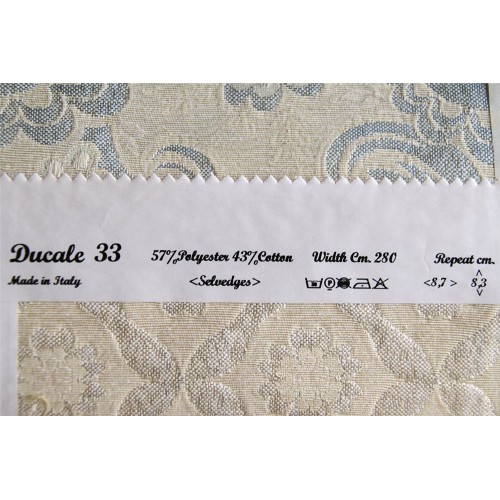 Ducale 33 57%Polyester 43%Cotton Width Cm. 280 Repeat cm.
Made in Italy <Selvedges> <8,7 > 8,3